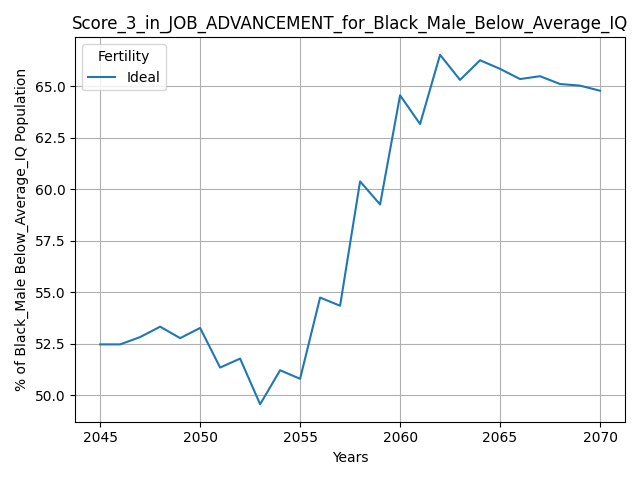 Score_3_in_JOB_ADVANCEMENT_for_Black_Male_Below_Average_IQ
Fertility
Ideal
% of Black_Male Below_Average_IQ Population
65.0
62.5
60.0
57.5
55.0
52.5
50.0
2045 2050 2055 2060 2065 2070
Years